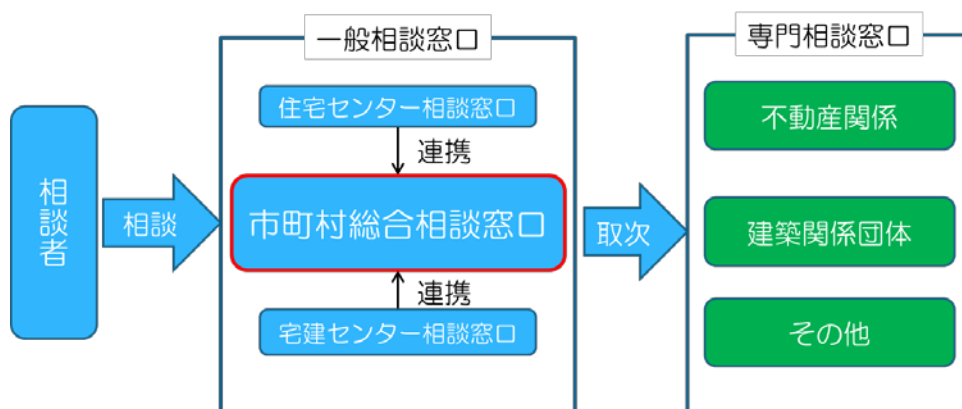 相談者
相談
一般相談窓口
住宅センター相談窓口
連携
市町村総合相談窓口
連携
宅建センター相談窓口
取次
専門相談窓口
不動産関係
建築関係団体
その他